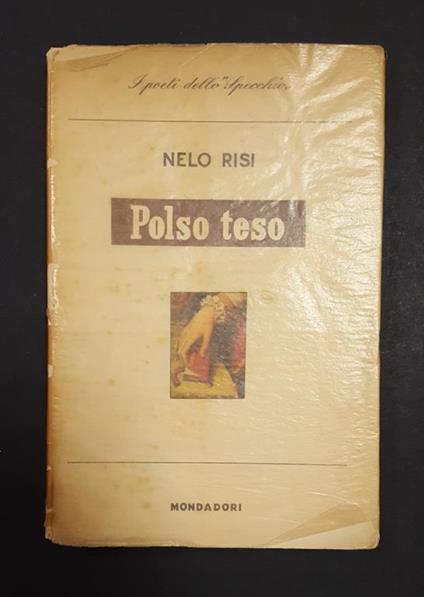 I poeti dello "Specchio"
NELO RISI
Polso teso
MONDADORI